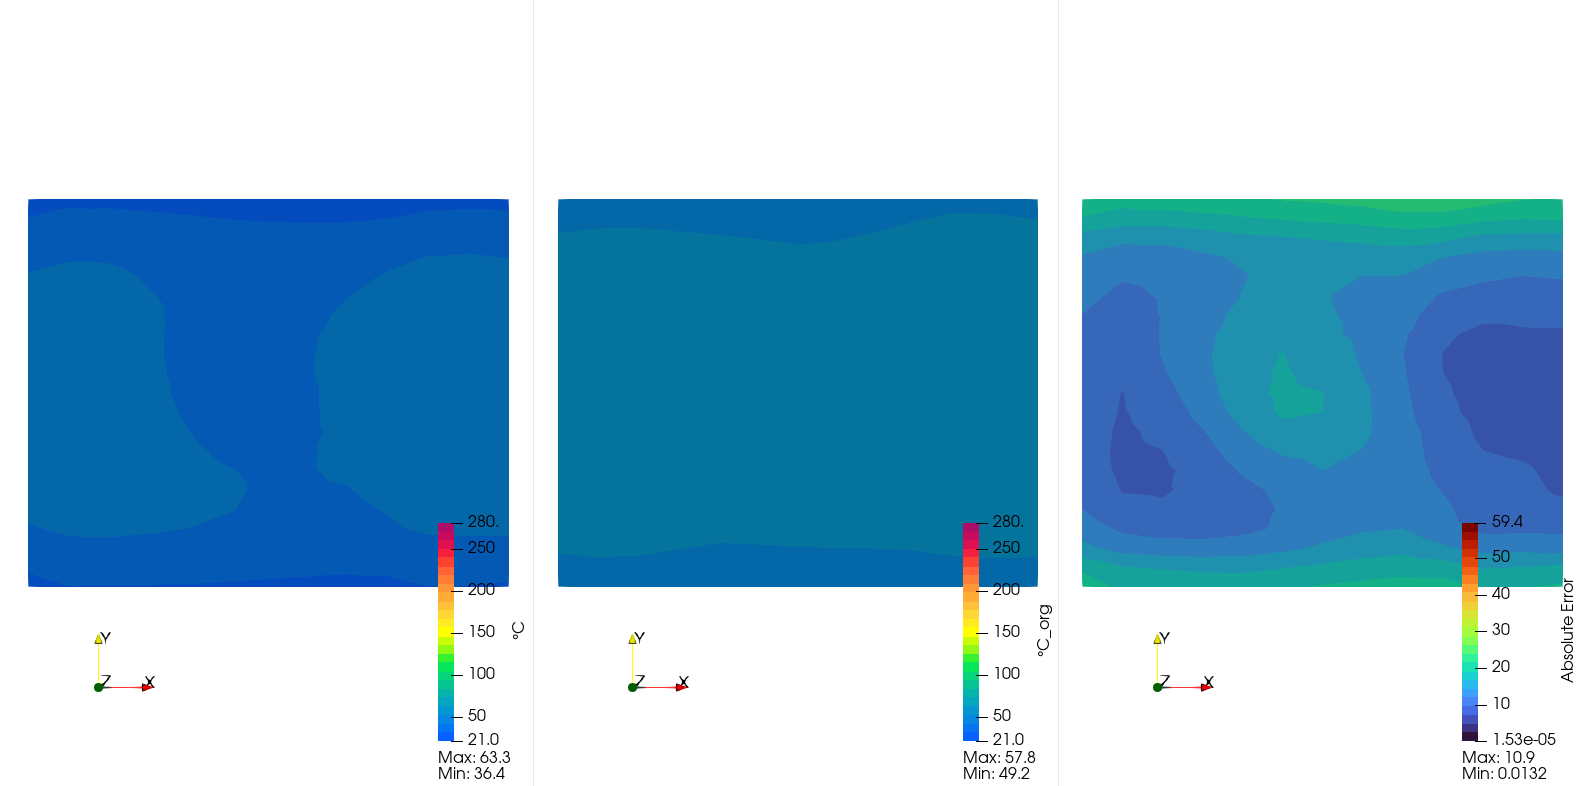 280.
250
200
150
100
50
21.0
°C
Max: 63.3
Min: 36.4
Y
Z
X
280.
250
200
150
100
50
21.0
°C_org
Max: 57.8
Min: 49.2
Y
Z
X
59.4
50
40
30
20
10
1.53e-05
Absolute Error
Max: 10.9
Min: 0.0132
Y
Z
X